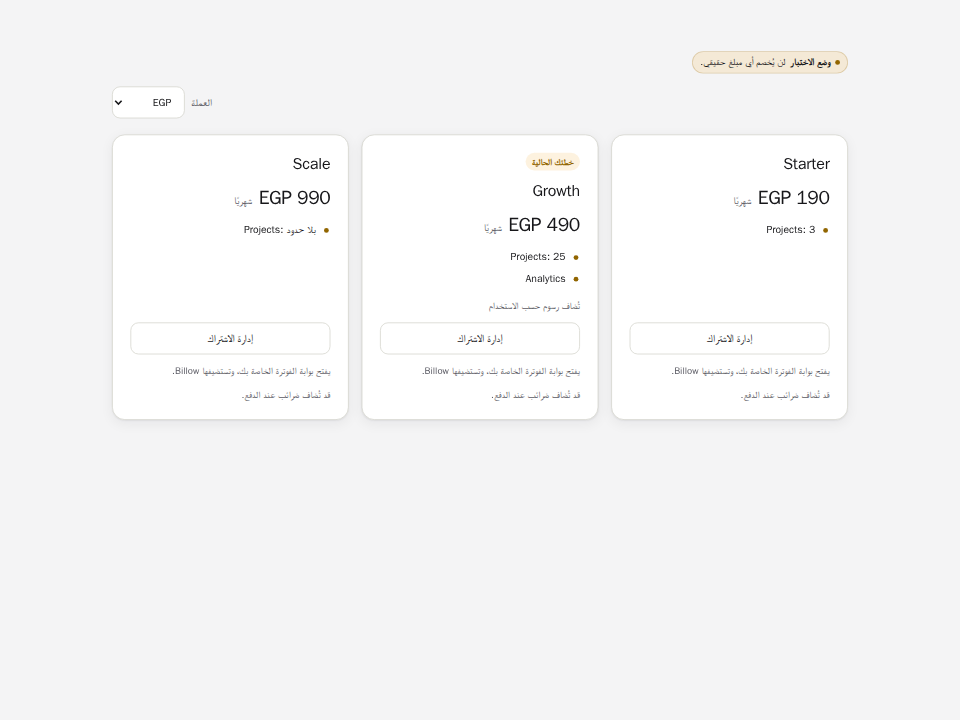 وضع الاختبار لن يُخصم أي مبلغ حقيقي.
العملة EGP
Starter
EGP 190 شهريًا
Projects: 3
إدارة الاشتراك
يفتح بوابة الفوترة الخاصة بك، وتستضيفها Billow.
قد تُضاف ضرائب عند الدفع.
خطتك الحالية
Growth
EGP 490 شهريًا
Projects: 25
Analytics
تُضاف رسوم حسب الاستخدام
إدارة الاشتراك
يفتح بوابة الفوترة الخاصة بك، وتستضيفها Billow.
قد تُضاف ضرائب عند الدفع.
Scale
EGP 990 شهريًا
Projects: بلا حدود
إدارة الاشتراك
يفتح بوابة الفوترة الخاصة بك، وتستضيفها Billow.
قد تُضاف ضرائب عند الدفع.